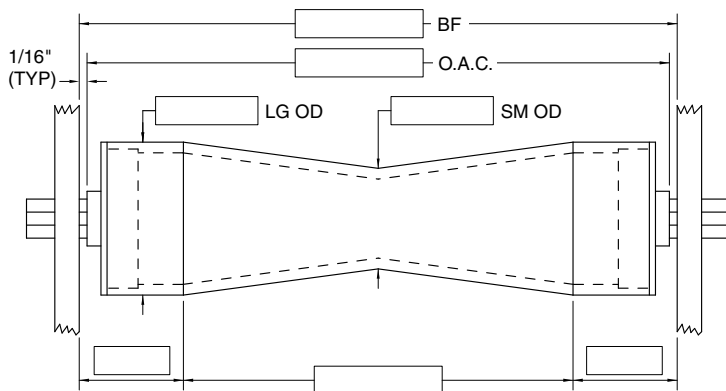 BF
1/16"
(TYP)
O.A.C.
LG OD
SM OD